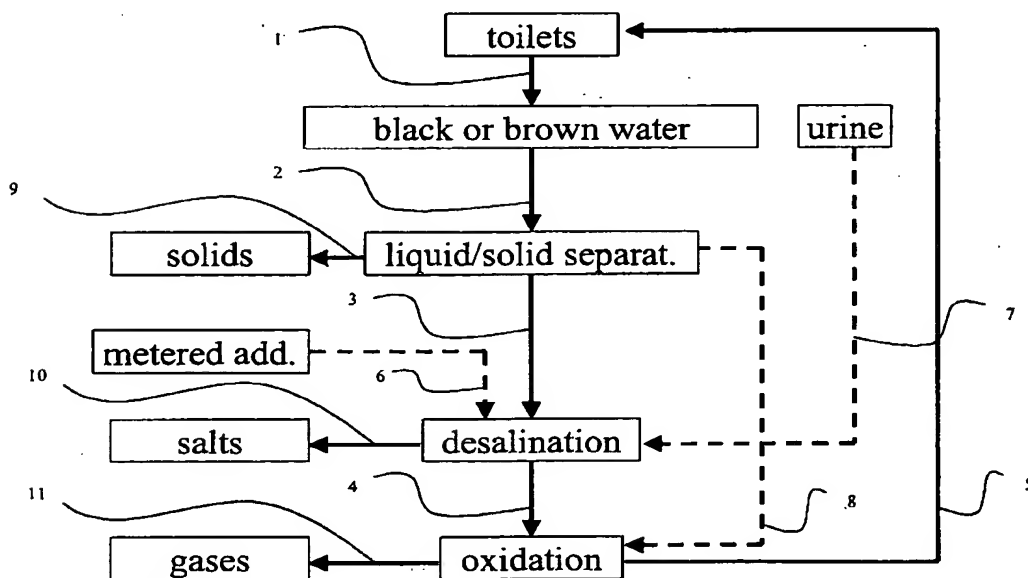 1
toilets
black or brown water
urine
2
9
solids
liquid/solid separat.
3
7
metered add.
6
10
salts
desalination
4
8
5
11
gases
oxidation